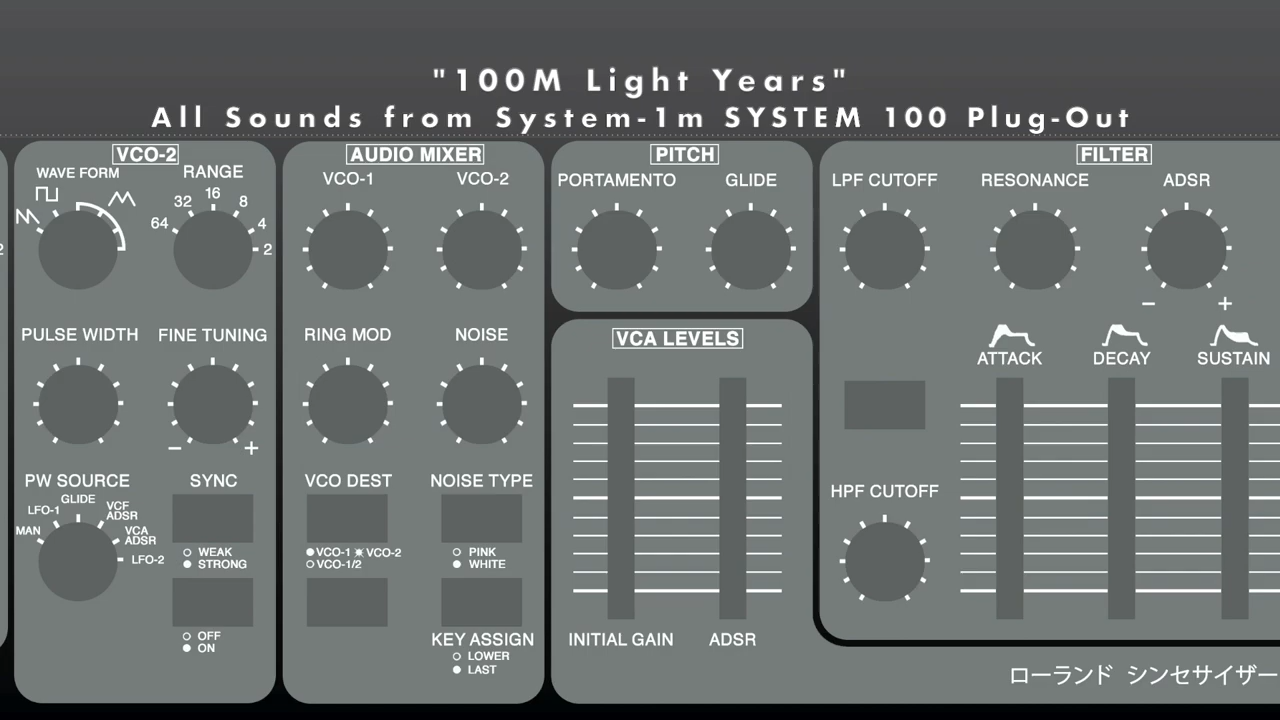 "100M Light Years"
All Sounds from System-1m SYSTEM 100 Plug-Out
VCO-2
WAVE FORM
RANGE
64 32 16 8 4 2
2
PULSE WIDTH
FINE TUNING
− +
PW SOURCE
MAN LFO-1 GLIDE VCF ADSR VCA ADSR LFO-2
SYNC
WEAK
STRONG
OFF
ON
AUDIO MIXER
VCO-1
VCO-2
RING MOD
NOISE
VCO DEST
VCO-1 ✷ VCO-2
VCO-1/2
NOISE TYPE
PINK
WHITE
KEY ASSIGN
LOWER
LAST
PITCH
PORTAMENTO
GLIDE
VCA LEVELS
INITIAL GAIN
ADSR
FILTER
LPF CUTOFF
RESONANCE
ADSR
− +
ATTACK
DECAY
SUSTAIN
HPF CUTOFF
ローランド シンセサイザー